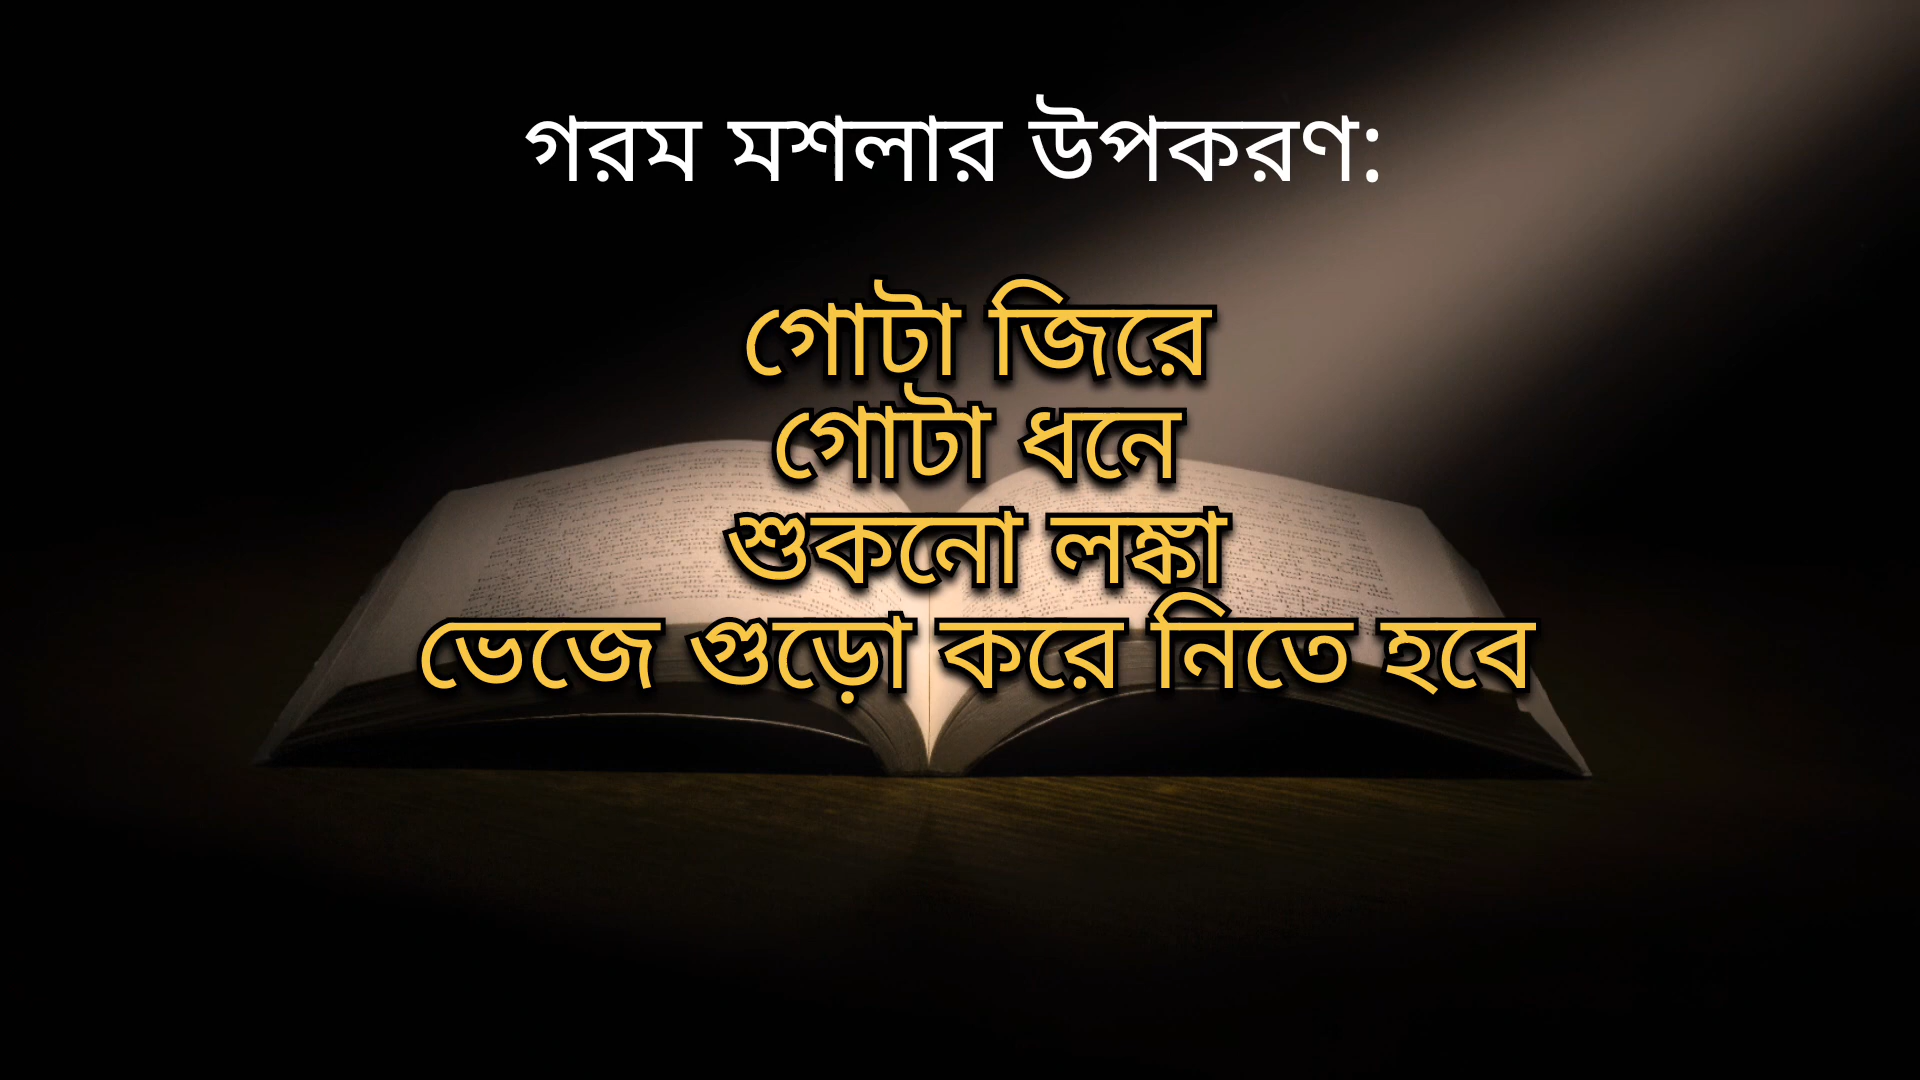 গরম মশলার উপকরণ:
গোটা জিরে
গোটা ধনে
শুকনো লঙ্কা
ভেজে গুড়ো করে নিতে হবে